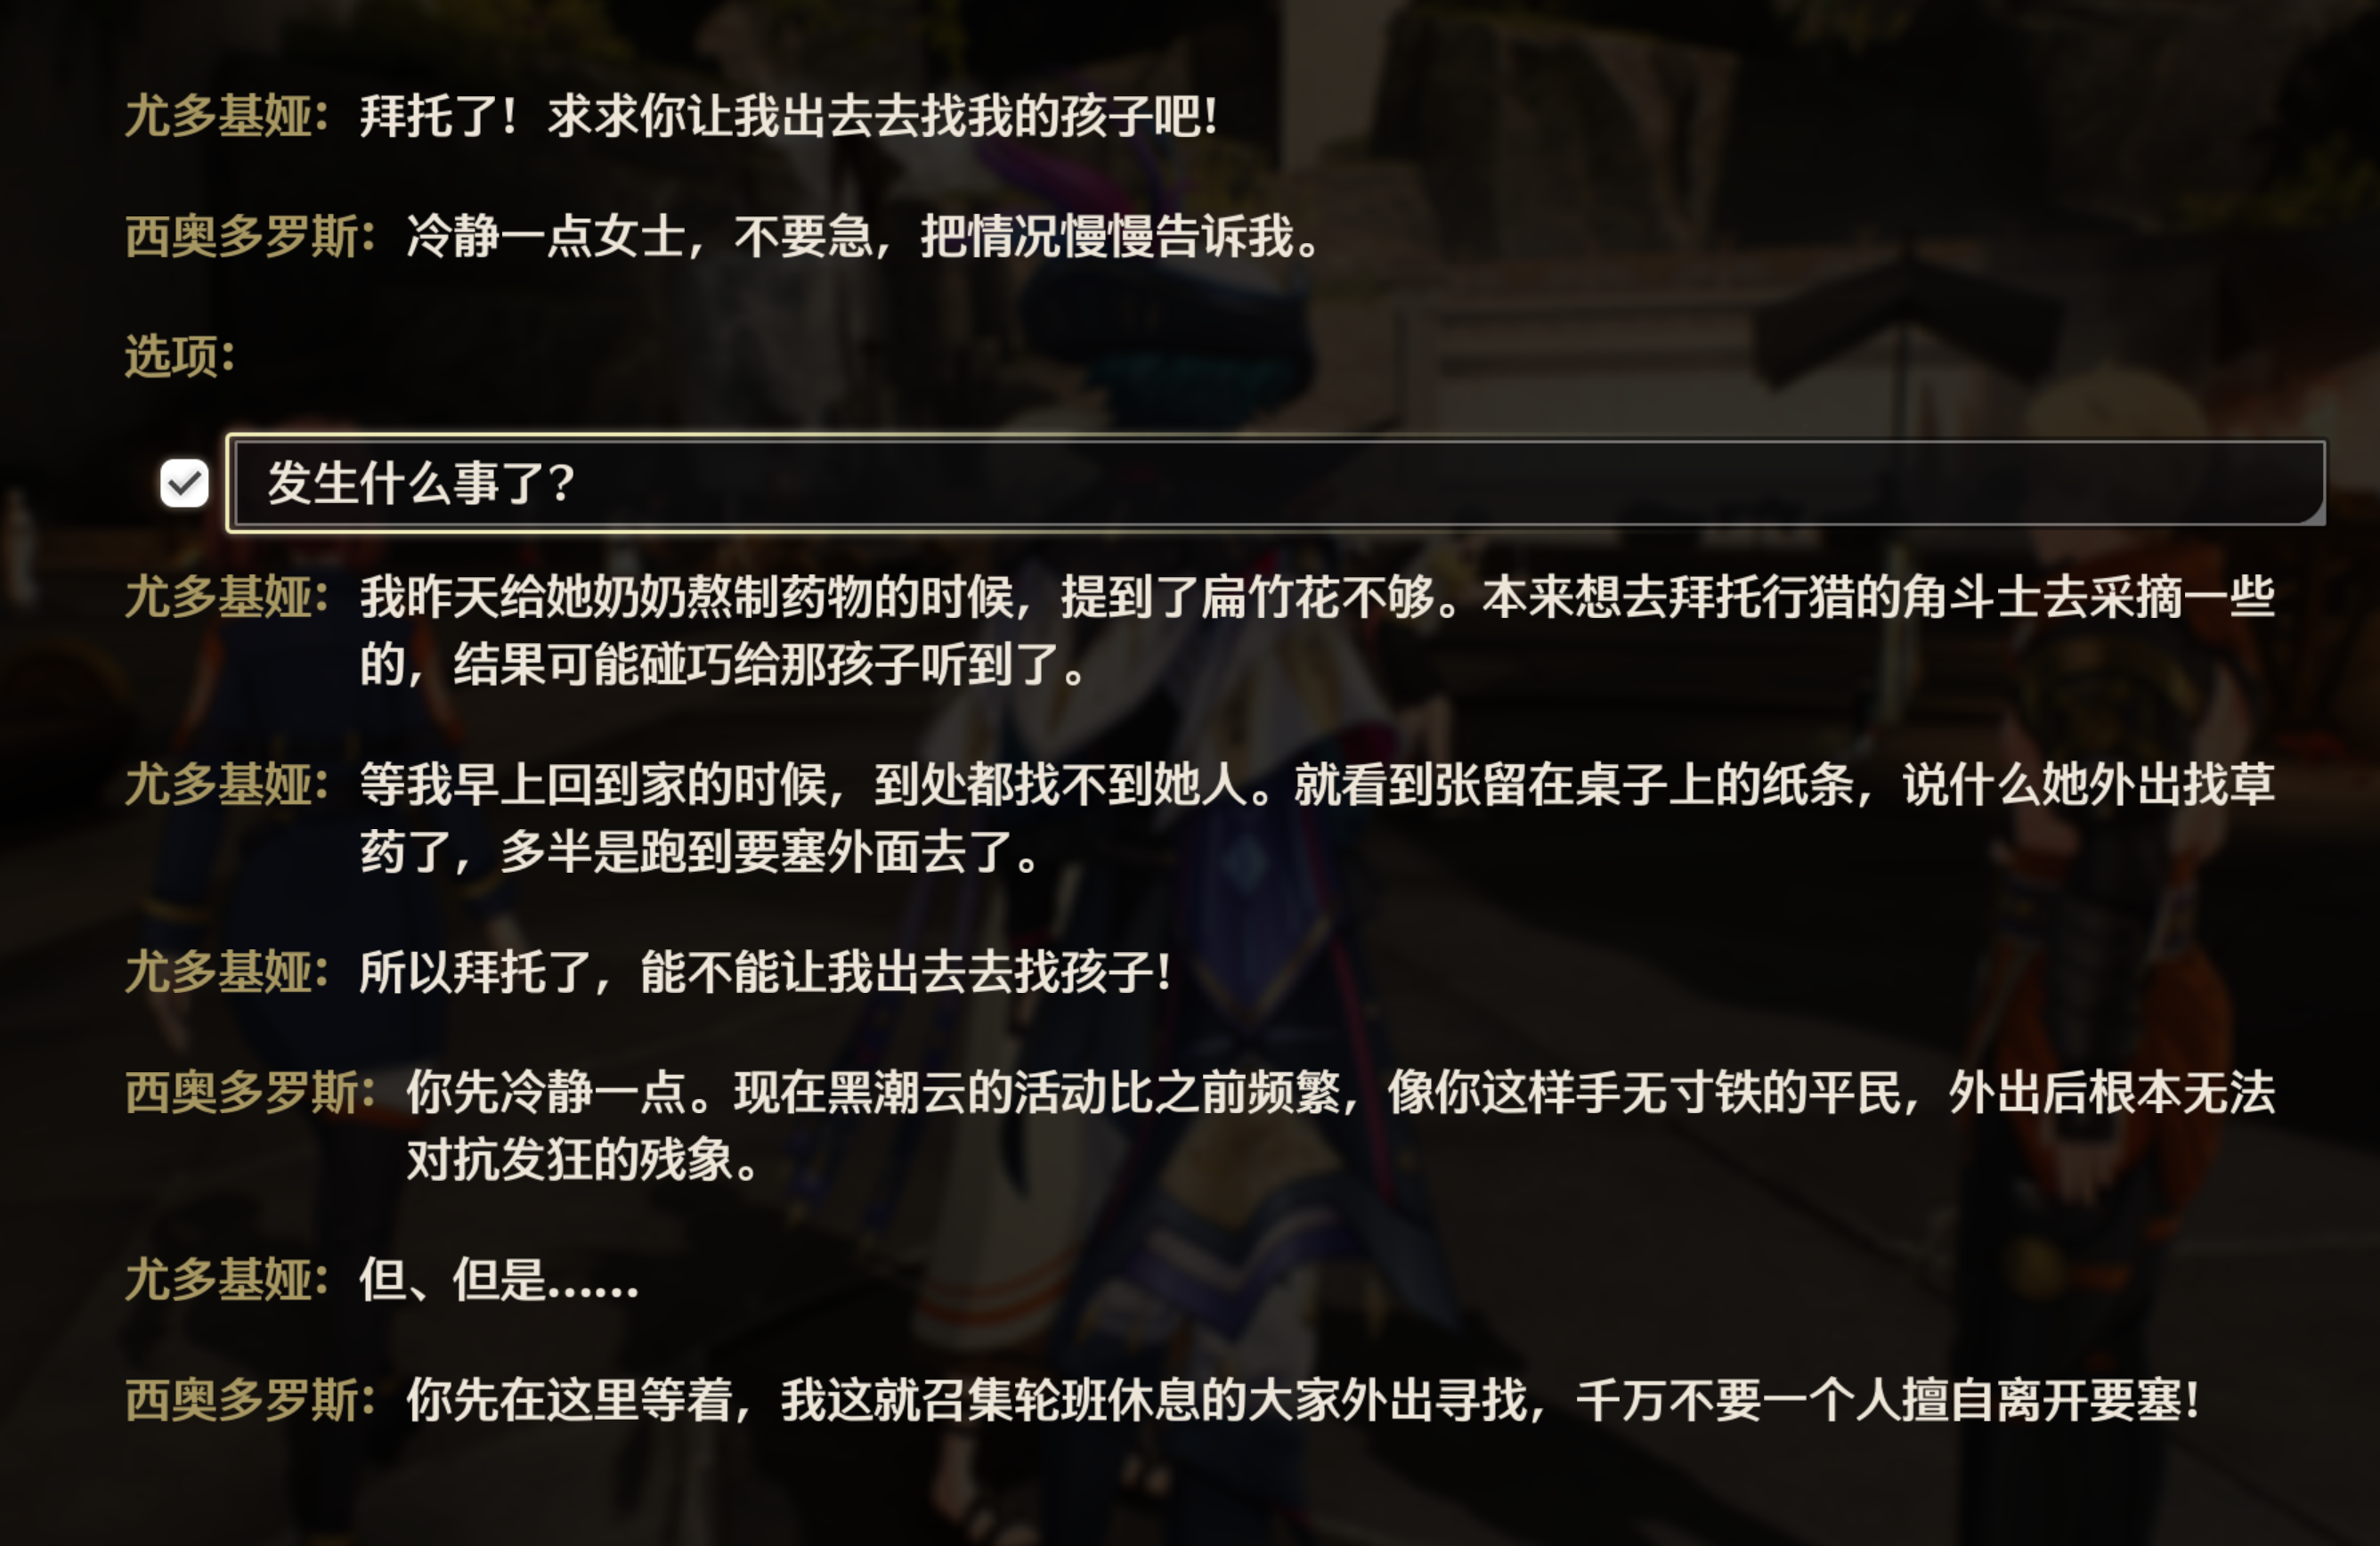 尤多基娅：拜托了！求求你让我出去去找我的孩子吧！
西奥多罗斯：冷静一点女士，不要急，把情况慢慢告诉我。
选项：
发生什么事了？
尤多基娅：我昨天给她奶奶熬制药物的时候，提到了扁竹花不够。本来想去拜托行猎的角斗士去采摘一些
的，结果可能碰巧给那孩子听到了。
尤多基娅：等我早上回到家的时候，到处都找不到她人。就看到张留在桌子上的纸条，说什么她外出找草
药了，多半是跑到要塞外面去了。
尤多基娅：所以拜托了，能不能让我出去去找孩子！
西奥多罗斯：你先冷静一点。现在黑潮云的活动比之前频繁，像你这样手无寸铁的平民，外出后根本无法
对抗发狂的残象。
尤多基娅：但、但是……
西奥多罗斯：你先在这里等着，我这就召集轮班休息的大家外出寻找，千万不要一个人擅自离开要塞！